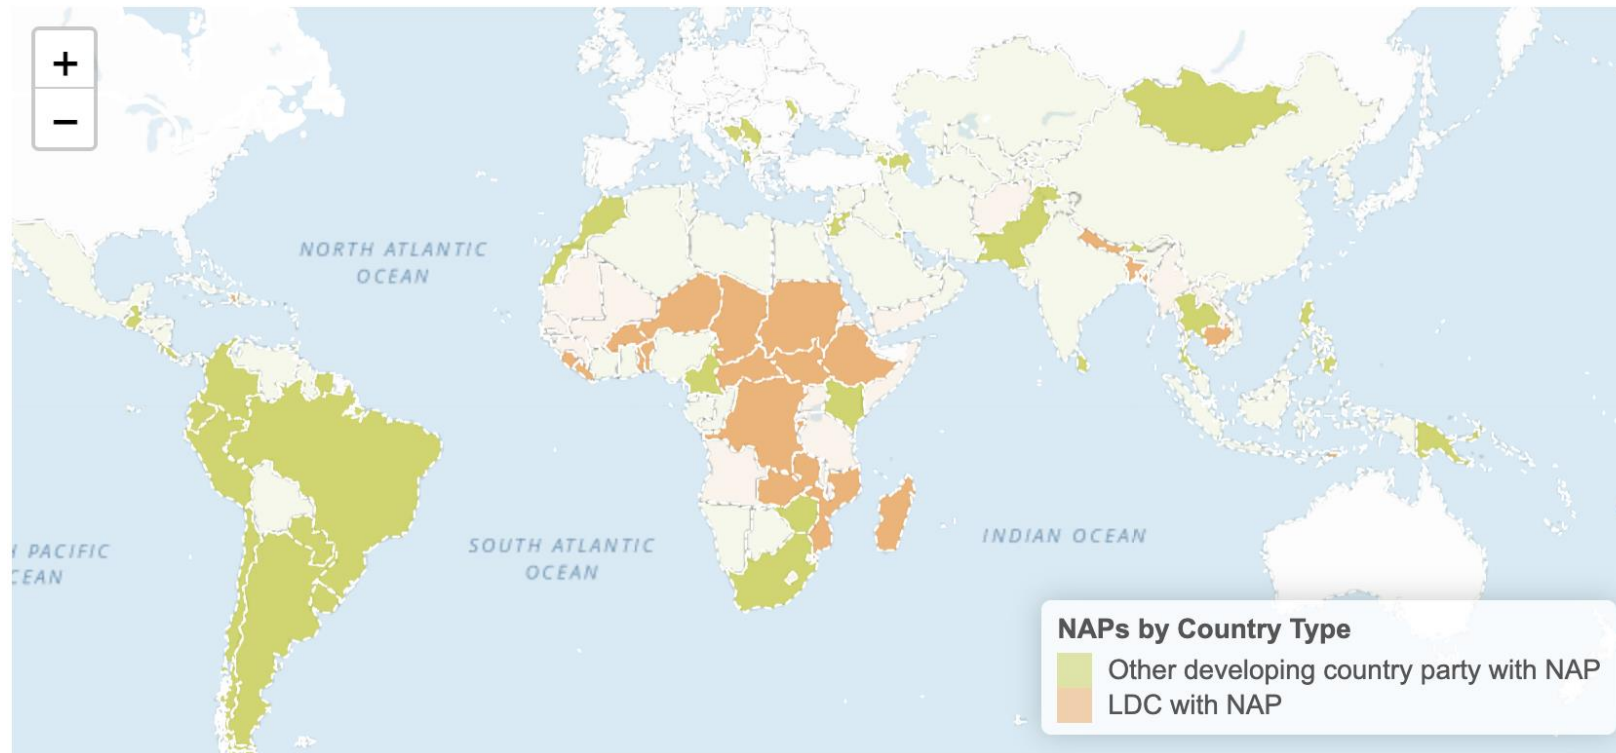 +
−
NORTH ATLANTIC
OCEAN
PACIFIC
SOUTH ATLANTIC
OCEAN
INDIAN OCEAN
NAPs by Country Type
Other developing country party with NAP
LDC with NAP